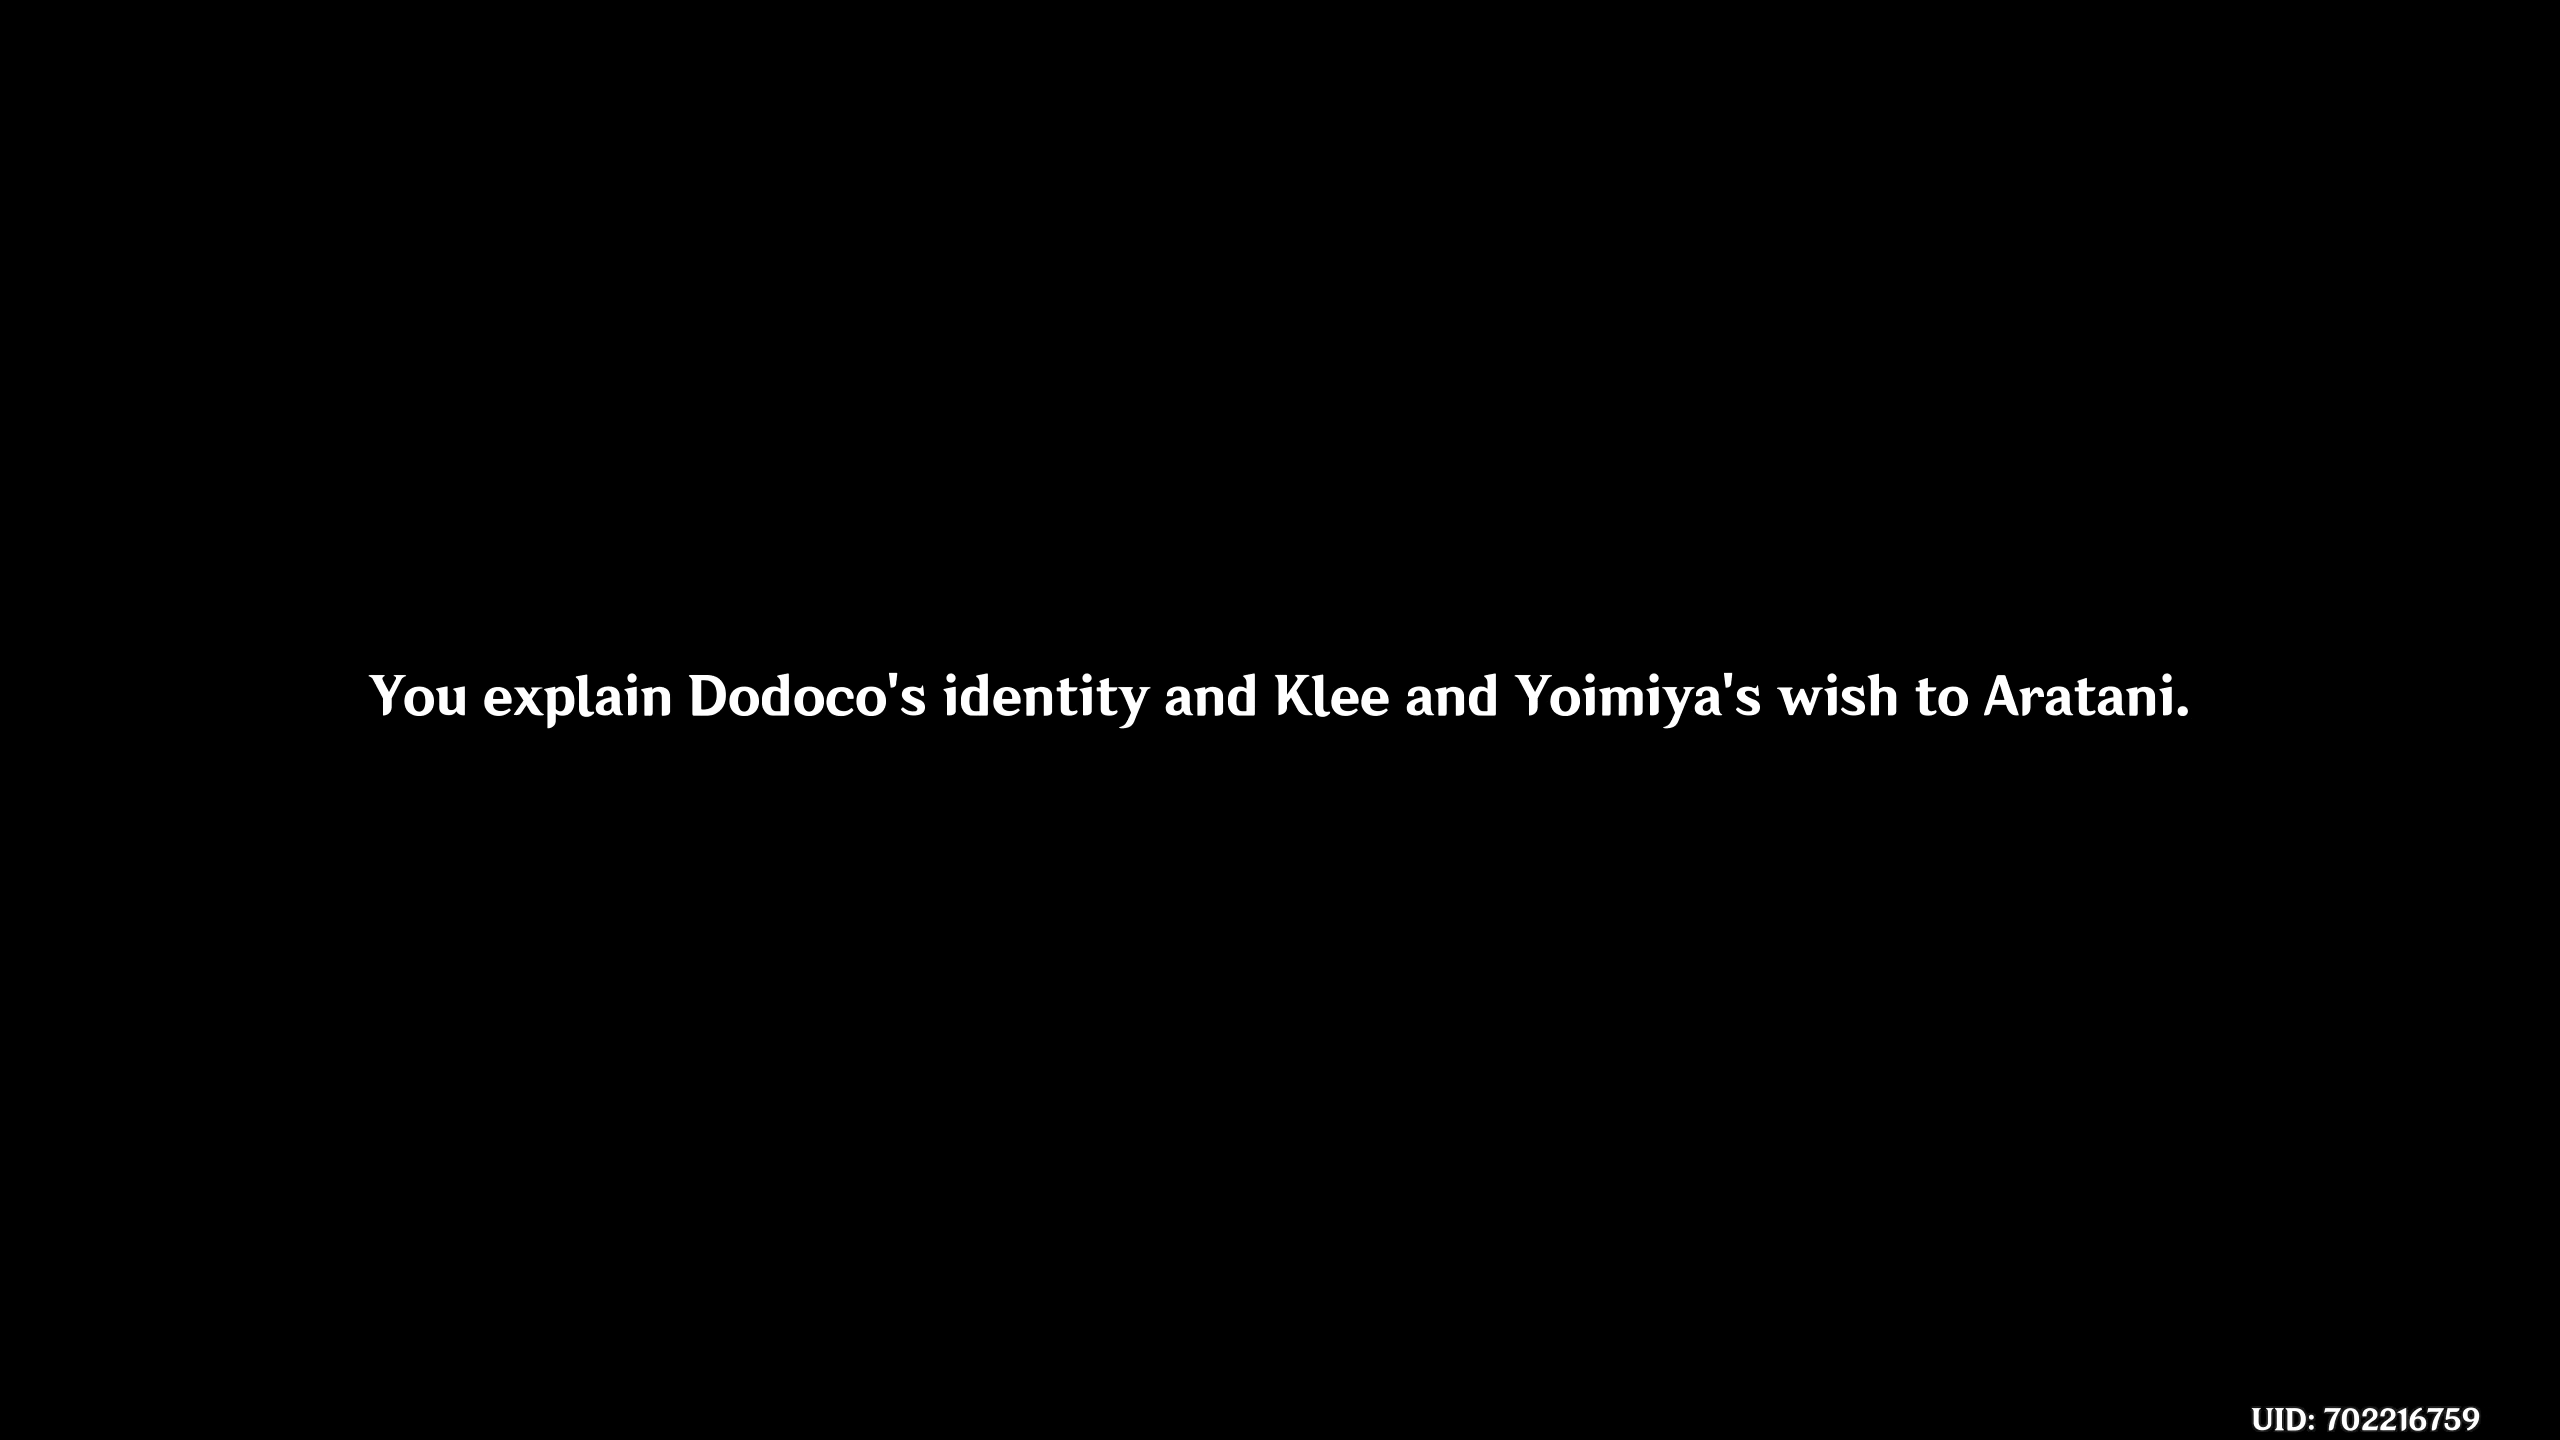 You explain Dodoco's identity and Klee and Yoimiya's wish to Aratani.
UID: 702216759